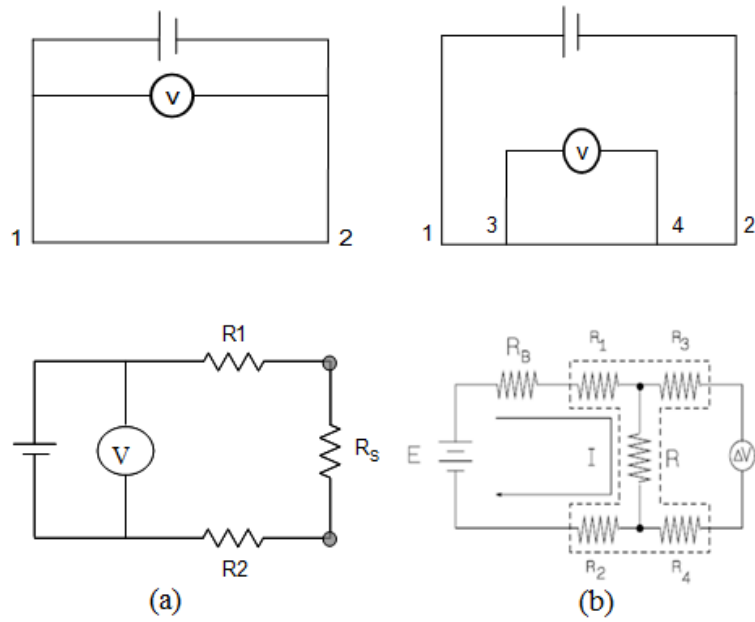 V
V
1 2
1 3 4 2
R1
V
Rs
R2
RB R1 R3
E I R ΔV
R2 R4
(a) (b)